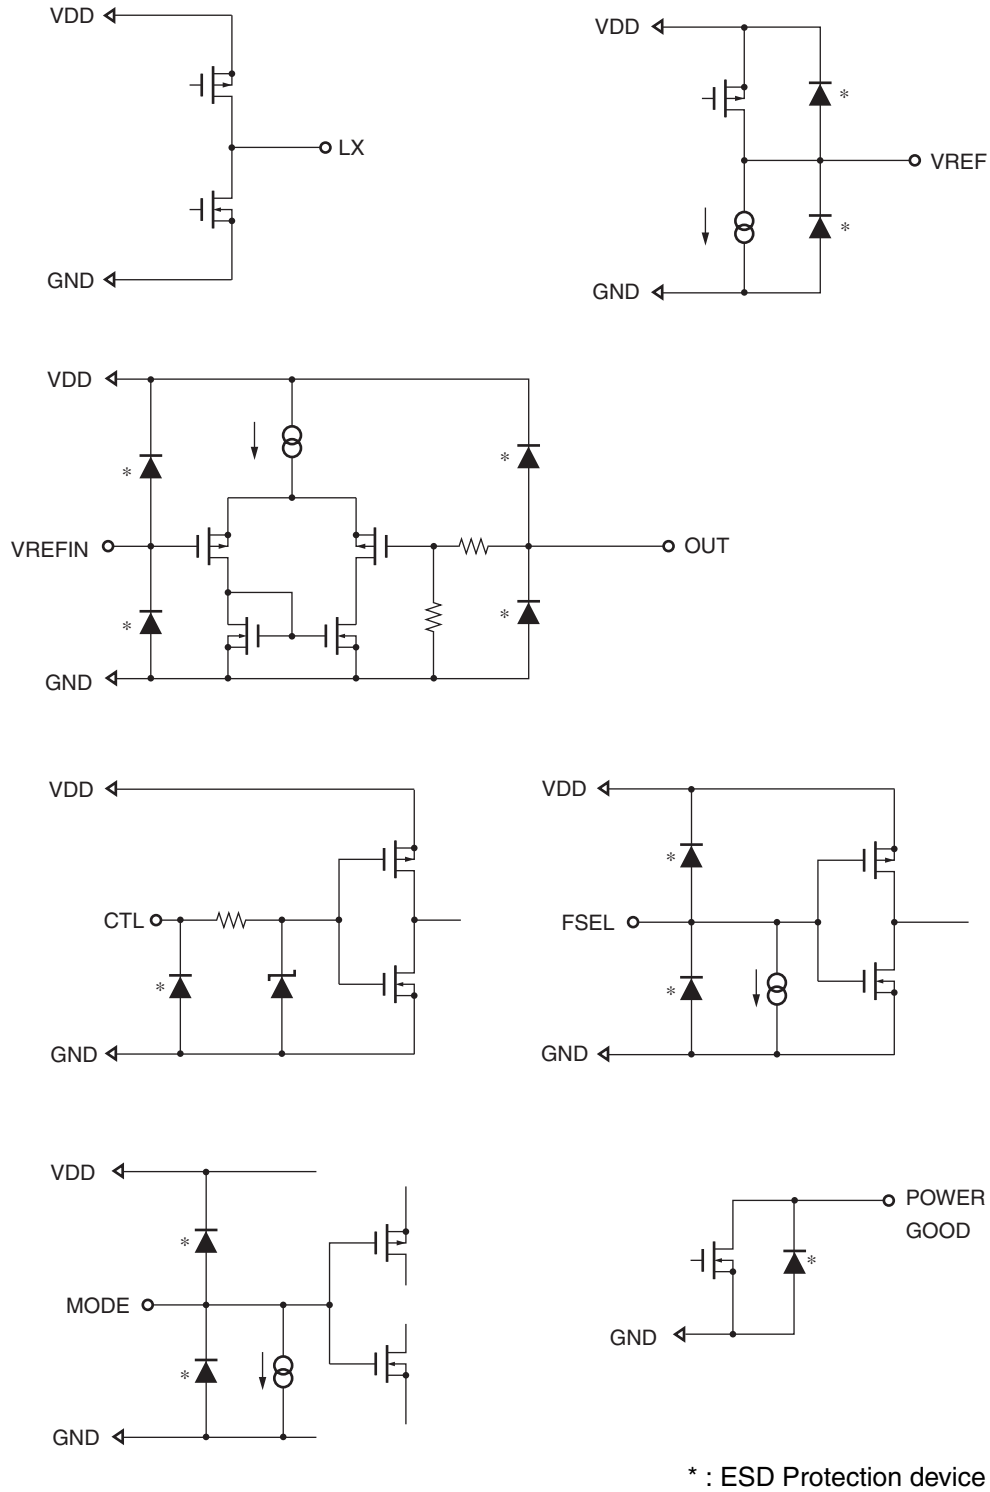 VDD
LX
GND
VDD
*
VREF
*
GND
VDD
*
*
VREFIN
OUT
*
*
GND
VDD
CTL
*
GND
VDD
*
FSEL
*
GND
VDD
*
MODE
*
GND
POWER
GOOD
*
GND
* : ESD Protection device